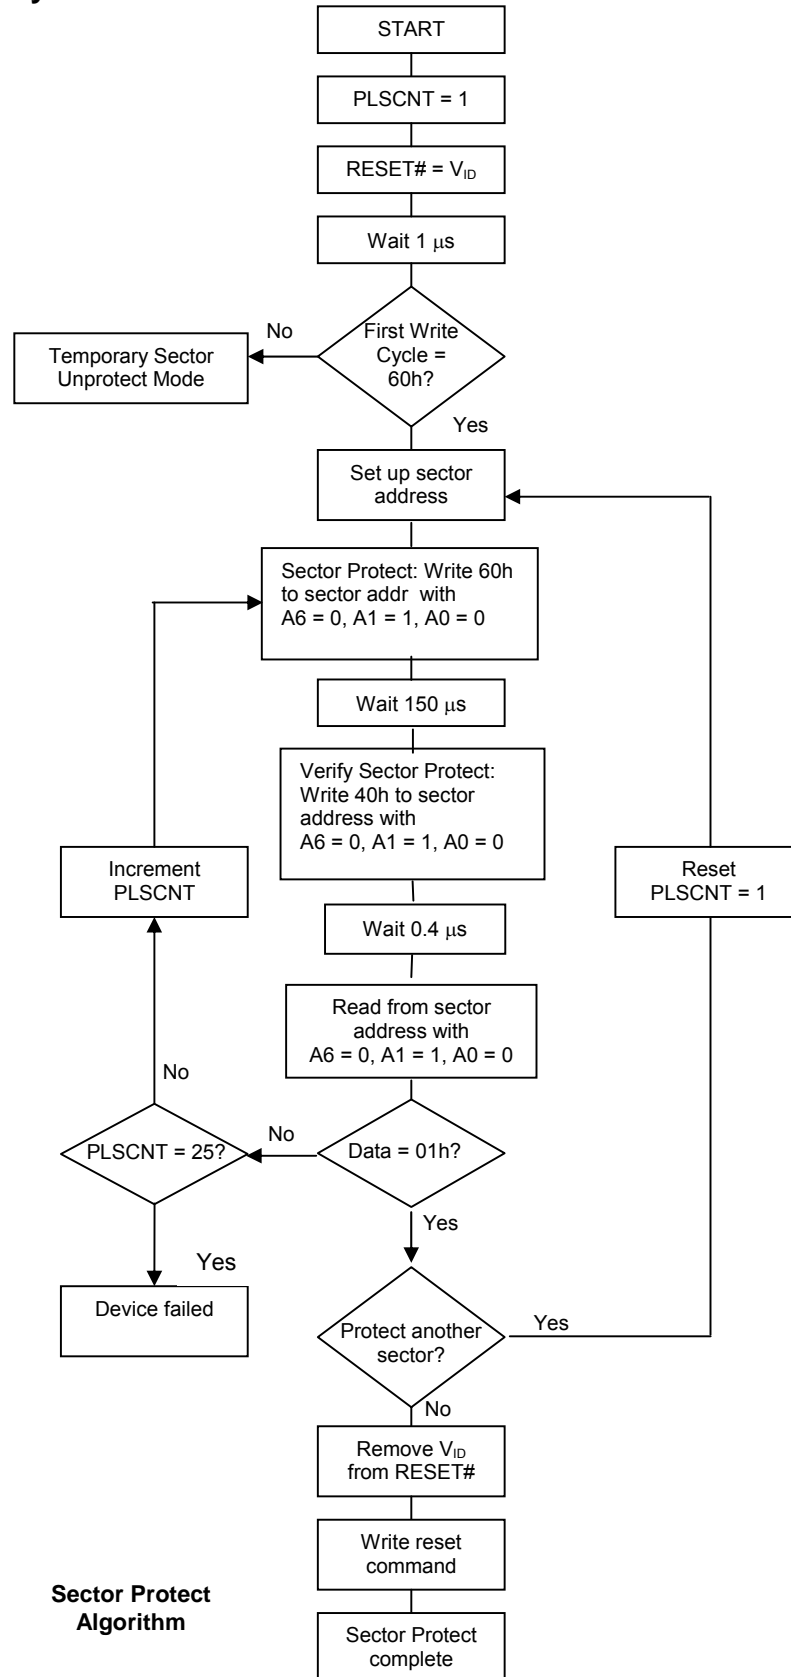 START
PLSCNT = 1
RESET# = VID
Wait 1 μs
First Write
Cycle =
60h?
No
Temporary Sector
Unprotect Mode
Yes
Set up sector
address
Sector Protect: Write 60h
to sector addr with
A6 = 0, A1 = 1, A0 = 0
Wait 150 μs
Verify Sector Protect:
Write 40h to sector
address with
A6 = 0, A1 = 1, A0 = 0
Increment
PLSCNT
Reset
PLSCNT = 1
Wait 0.4 μs
Read from sector
address with
A6 = 0, A1 = 1, A0 = 0
No
PLSCNT = 25?
No
Data = 01h?
Yes
Yes
Device failed
Protect another
sector?
Yes
No
Remove VID
from RESET#
Write reset
command
Sector Protect
Algorithm
Sector Protect
complete